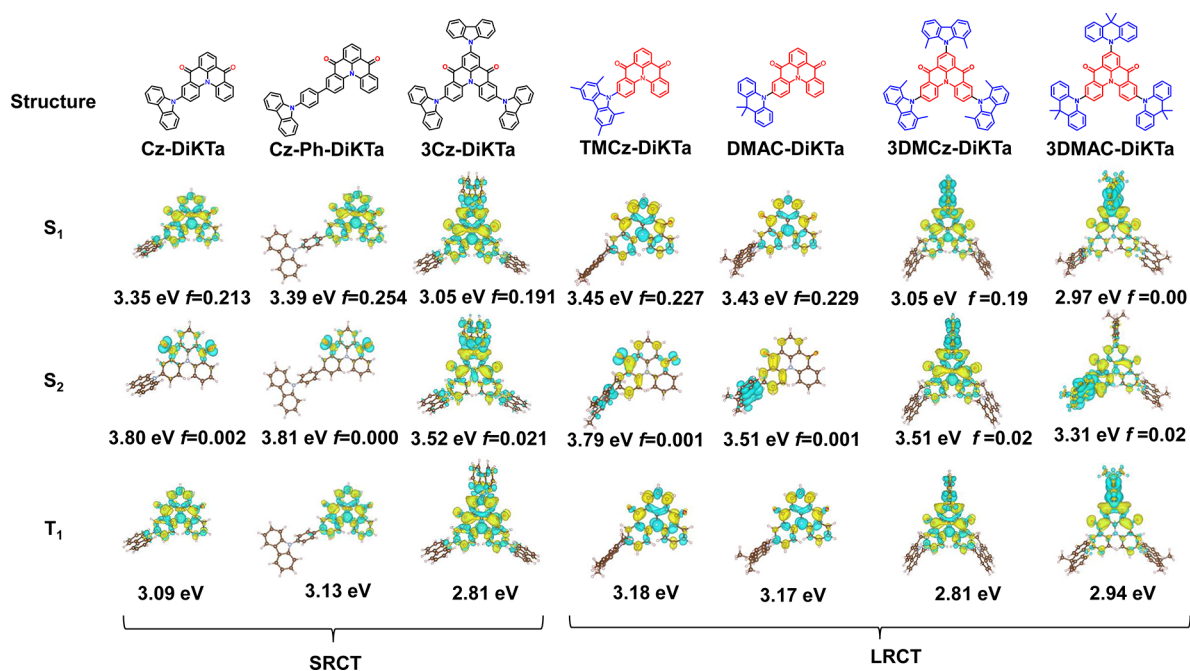 Structure
Cz-DiKTa Cz-Ph-DiKTa 3Cz-DiKTa TMCz-DiKTa DMAC-DiKTa 3DMCz-DiKTa 3DMAC-DiKTa
S1
3.35 eV f=0.213 3.39 eV f=0.254 3.05 eV f=0.191 3.45 eV f=0.227 3.43 eV f=0.229 3.05 eV f=0.19 2.97 eV f=0.00
S2
3.80 eV f=0.002 3.81 eV f=0.000 3.52 eV f=0.021 3.79 eV f=0.001 3.51 eV f=0.001 3.51 eV f=0.02 3.31 eV f=0.02
T1
3.09 eV 3.13 eV 2.81 eV 3.18 eV 3.17 eV 2.81 eV 2.94 eV
SRCT LRCT